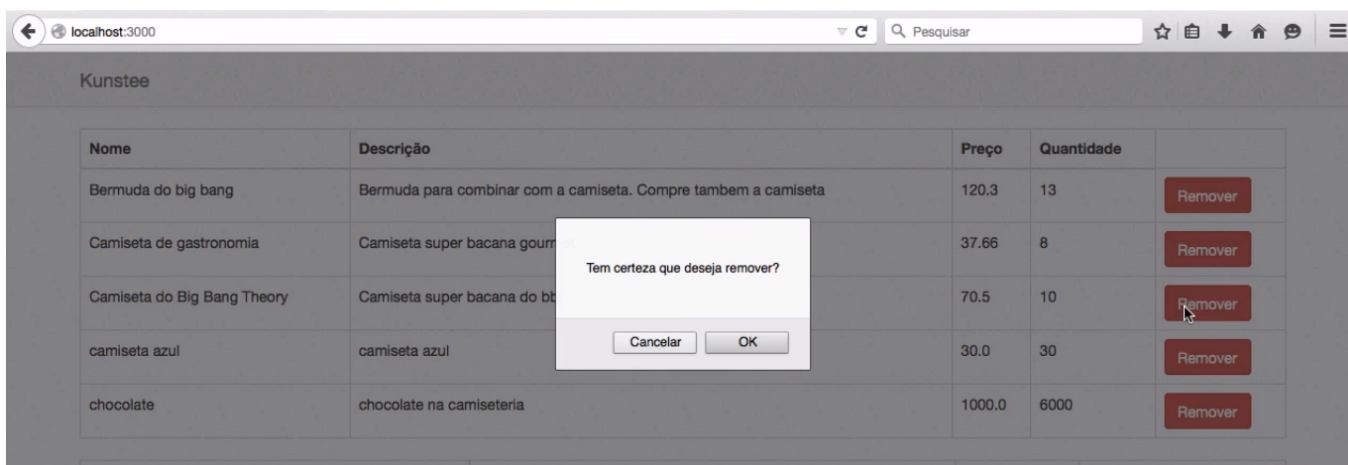 localhost:3000 Pesquisar
Kunstee
Nome Descrição Preço Quantidade
Bermuda do big bang Bermuda para combinar com a camiseta. Compre tambem a camiseta 120.3 13 Remover
Camiseta de gastronomia Camiseta super bacana gourm 37.66 8 Remover
Tem certeza que deseja remover?
Camiseta do Big Bang Theory Camiseta super bacana do bb 70.5 10 Remover
Cancelar OK
camiseta azul camiseta azul 30.0 30 Remover
chocolate chocolate na camiseteria 1000.0 6000 Remover